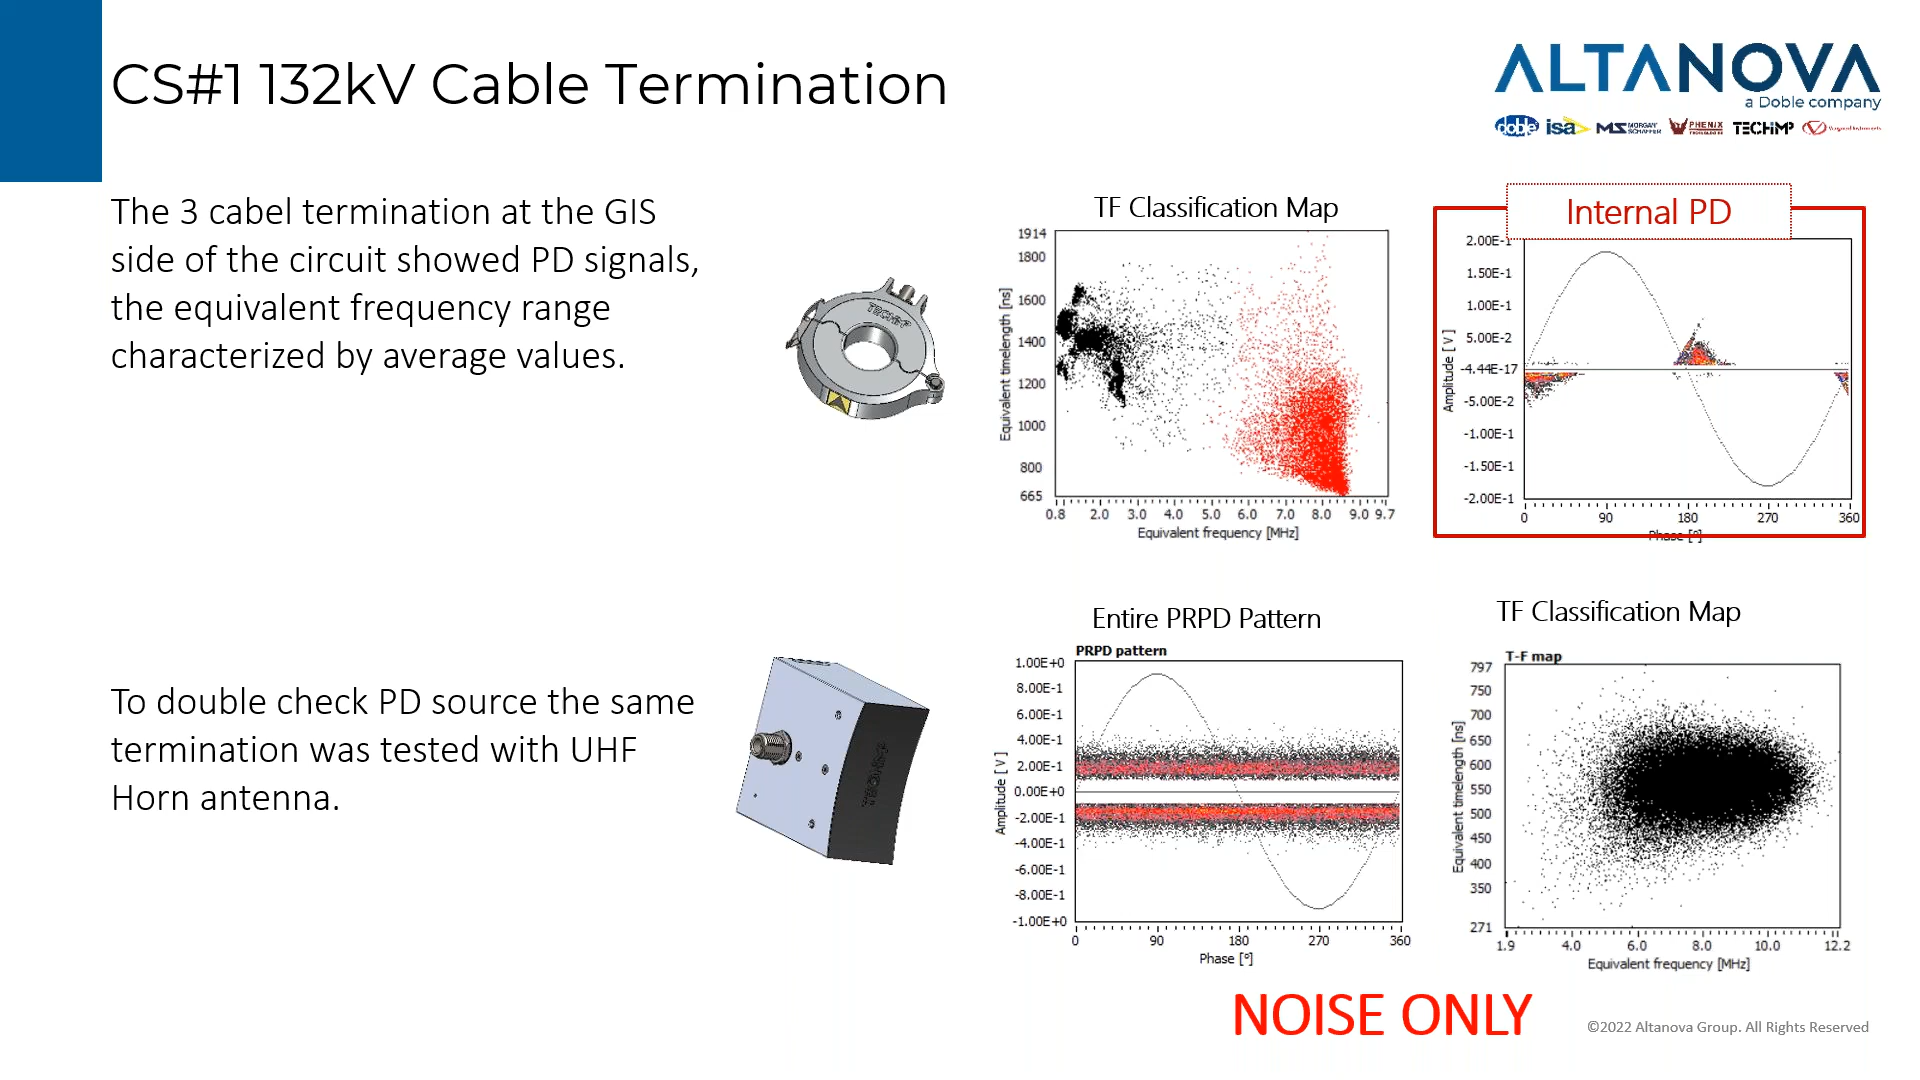 CS#1 132kV Cable Termination
ALTANOVA
a Doble company
doble isa MS MORGAN SCHAFFER PHENIX TECHIMP
The 3 cabel termination at the GIS
side of the circuit showed PD signals,
the equivalent frequency range
characterized by average values.
TECHIMP
TF Classification Map
1914
1800
1600
1400
1200
1000
800
665
Equivalent timelength [ns]
0.8 2.0 3.0 4.0 5.0 6.0 7.0 8.0 9.0 9.7
Equivalent frequency [MHz]
Internal PD
2.00E-1
1.50E-1
1.00E-1
5.00E-2
-4.44E-17
-5.00E-2
-1.00E-1
-1.50E-1
-2.00E-1
Amplitude [ V ]
0 90 180 270 360
Phase [°]
To double check PD source the same
termination was tested with UHF
Horn antenna.
Entire PRPD Pattern
PRPD pattern
1.00E+0
8.00E-1
6.00E-1
4.00E-1
2.00E-1
0.00E+0
-2.00E-1
-4.00E-1
-6.00E-1
-8.00E-1
-1.00E+0
Amplitude [ V ]
0 90 180 270 360
Phase [°]
TF Classification Map
T-F map
797
750
700
650
600
550
500
450
400
350
271
Equivalent timelength [ns]
1.9 4.0 6.0 8.0 10.0 12.2
Equivalent frequency [MHz]
NOISE ONLY
©2022 Altanova Group. All Rights Reserved